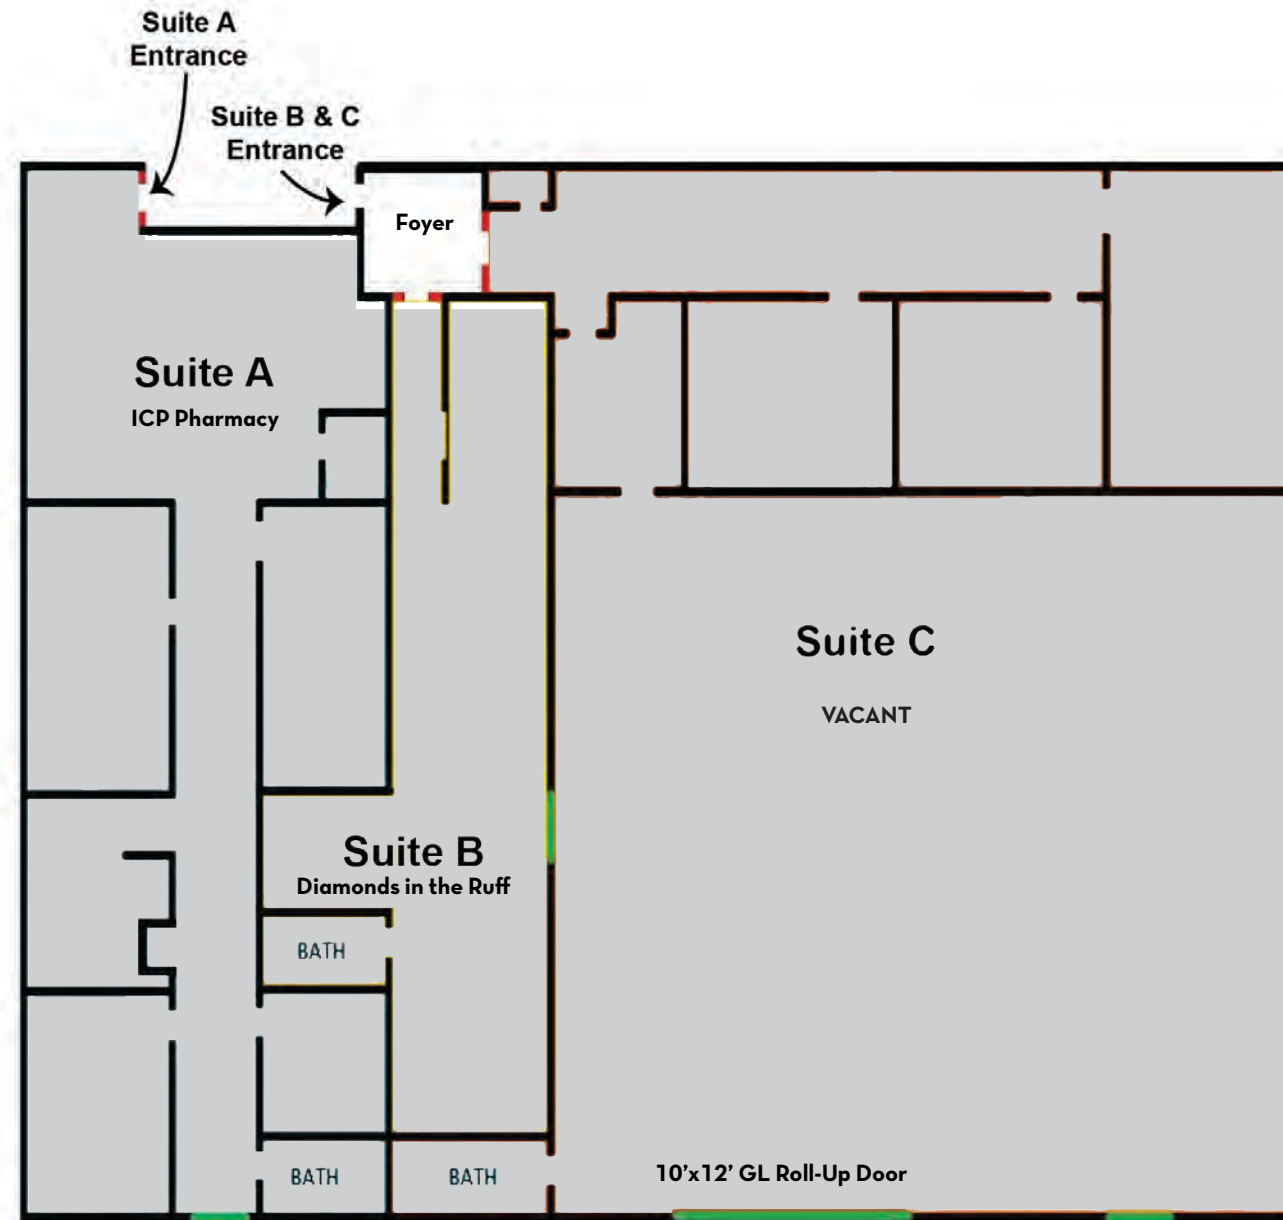 Suite A
Entrance
Suite B & C
Entrance
Foyer
Suite A
ICP Pharmacy
Suite C
VACANT
Suite B
Diamonds in the Ruff
BATH
BATH
BATH
10’x12’ GL Roll-Up Door